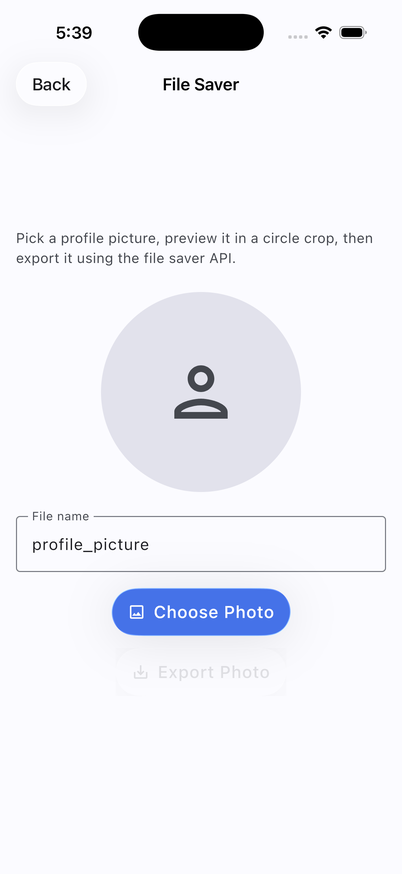 5:39
Back
File Saver
Pick a profile picture, preview it in a circle crop, then
export it using the file saver API.
File name
profile_picture
Choose Photo
Export Photo